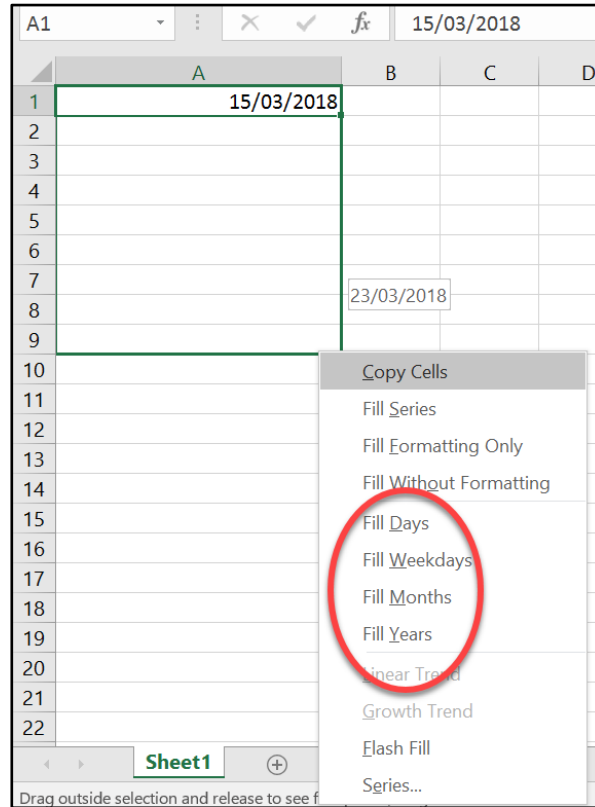 A1 fx 15/03/2018
A B C D
1 15/03/2018
2
3
4
5
6
7
23/03/2018
8
9
10 Copy Cells
11 Fill Series
12 Fill Formatting Only
13
14 Fill Without Formatting
15 Fill Days
16 Fill Weekdays
17 Fill Months
18
19 Fill Years
20 Linear Trend
21 Growth Trend
22 Flash Fill
Sheet1
Series...
Drag outside selection and release to see f